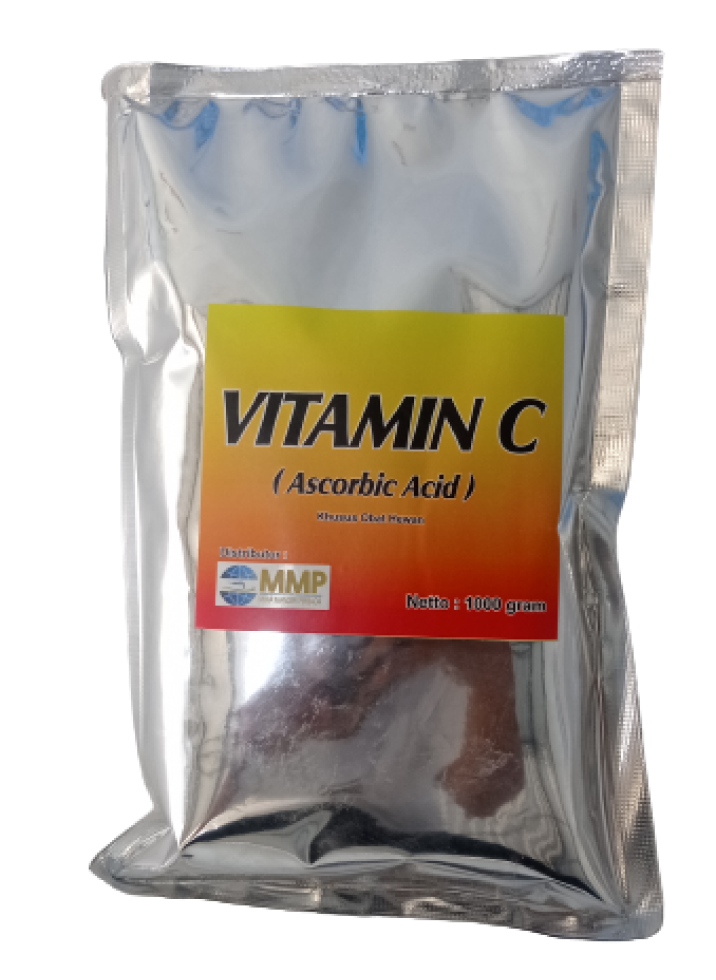 VITAMIN C
( Ascorbic Acid )
Khusus Obat Hewan
Distributor :
MMP
Netto : 1000 gram